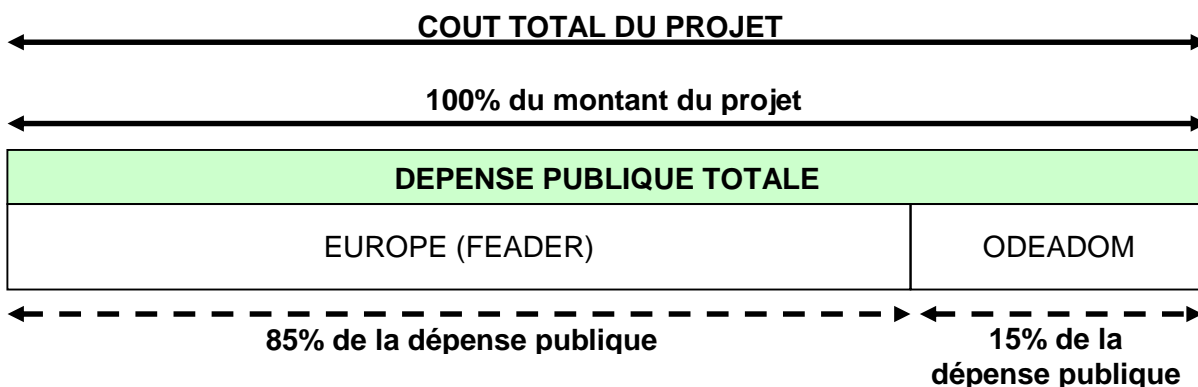 COUT TOTAL DU PROJET
100% du montant du projet
DEPENSE PUBLIQUE TOTALE
EUROPE (FEADER)
ODEADOM
85% de la dépense publique
15% de la
dépense publique